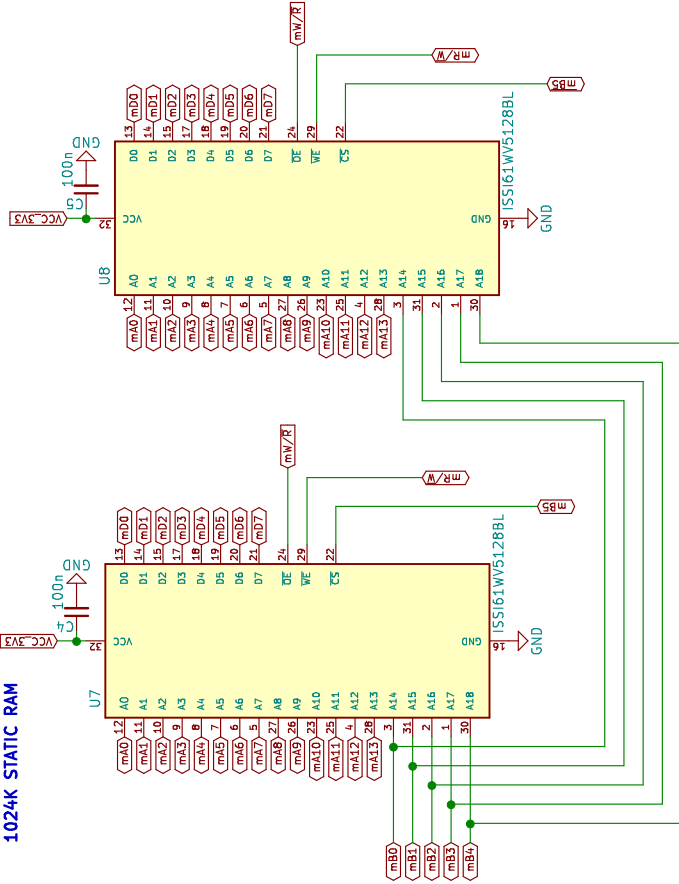 mW/R
mR/W
mB5
mD0 mD1 mD2 mD3 mD4 mD5 mD6 mD7
13 14 15 17 18 19 20 21 24 29 22
D0 D1 D2 D3 D4 D5 D6 D7 OE WE CS
ISSI61WV5128BL
GND
100n
C5
VCC_3V3
32
VCC
GND
16
GND
U8
A0 A1 A2 A3 A4 A5 A6 A7 A8 A9 A10 A11 A12 A13 A14 A15 A16 A17 A18
12 11 10 9 8 7 6 5 27 26 23 25 4 28 3 31 2 1 30
mA0 mA1 mA2 mA3 mA4 mA5 mA6 mA7 mA8 mA9 mA10 mA11 mA12 mA13
mW/R
mR/W
mB5
mD0 mD1 mD2 mD3 mD4 mD5 mD6 mD7
13 14 15 17 18 19 20 21 24 29 22
D0 D1 D2 D3 D4 D5 D6 D7 OE WE CS
ISSI61WV5128BL
GND
100n
C4
VCC_3V3
32
VCC
GND
16
GND
U7
A0 A1 A2 A3 A4 A5 A6 A7 A8 A9 A10 A11 A12 A13 A14 A15 A16 A17 A18
12 11 10 9 8 7 6 5 27 26 23 25 4 28 3 31 2 1 30
mA0 mA1 mA2 mA3 mA4 mA5 mA6 mA7 mA8 mA9 mA10 mA11 mA12 mA13
mB0 mB1 mB2 mB3 mB4
1024K STATIC RAM